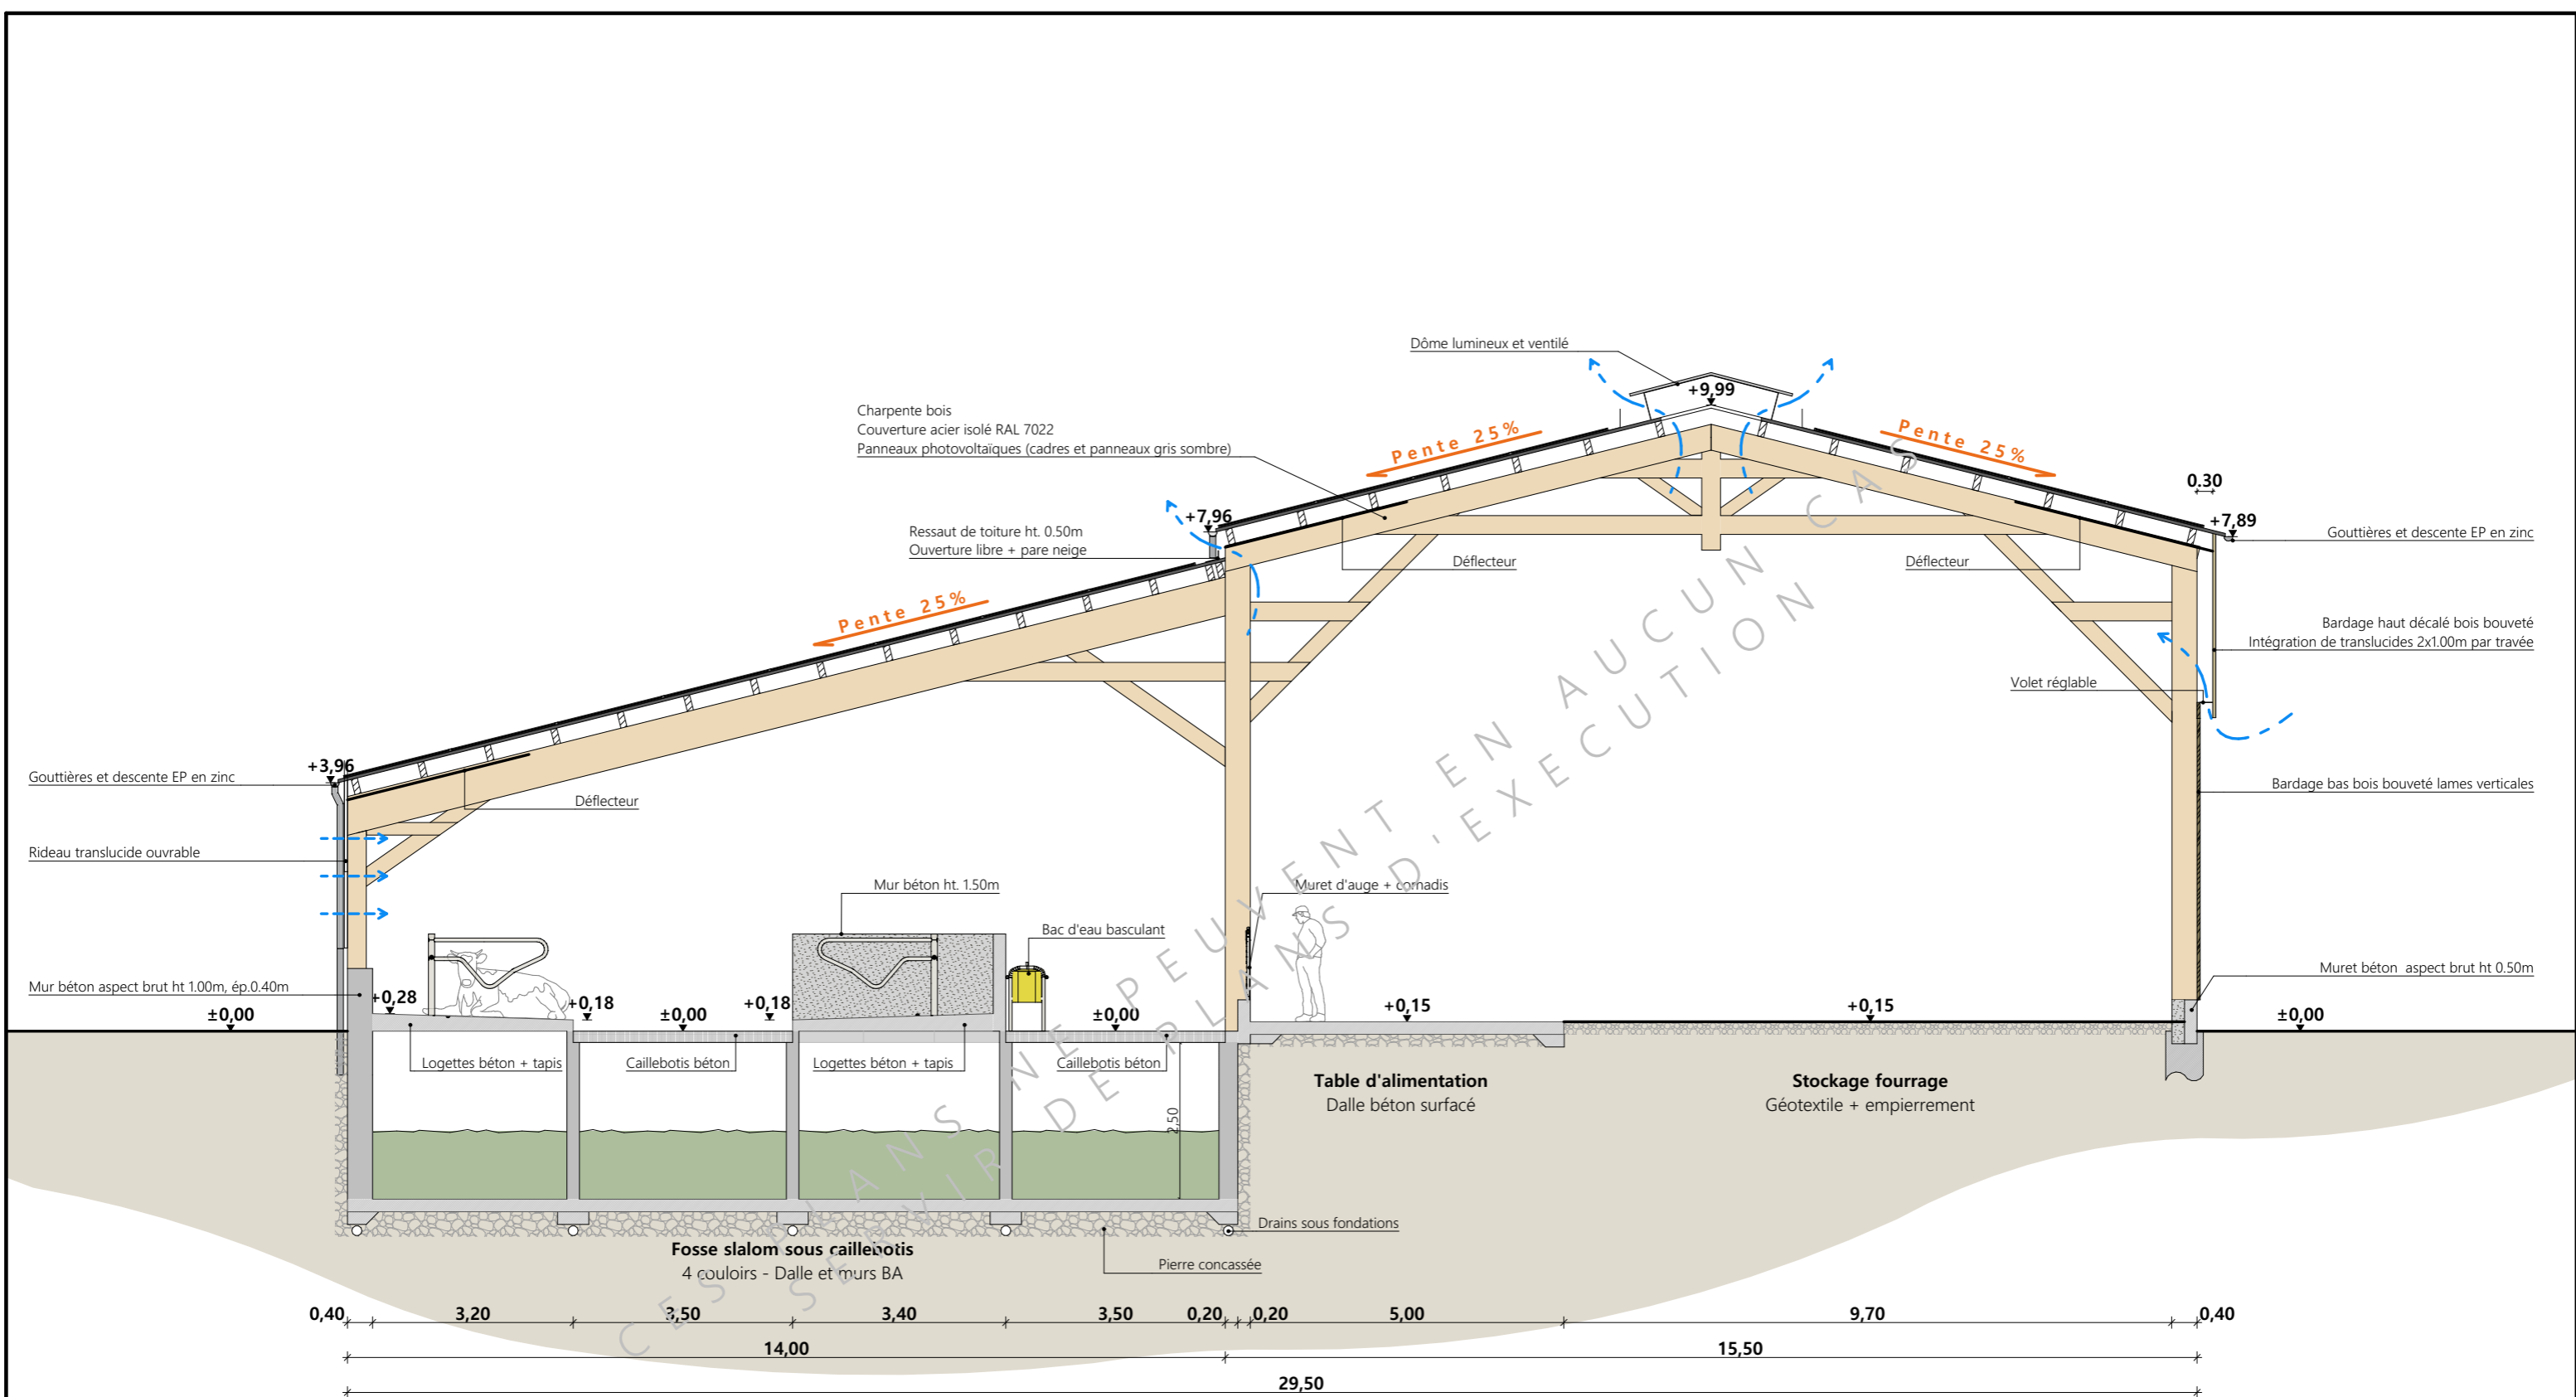 Dôme lumineux et ventilé
+9,99
Charpente bois
Couverture acier isolé RAL 7022
Panneaux photovoltaïques (cadres et panneaux gris sombre)
Pente 25%
Pente 25%
0.30
+7,96
+7,89
Ressaut de toiture ht. 0.50m
Ouverture libre + pare neige
Gouttières et descente EP en zinc
Déflecteur
Déflecteur
Pente 25%
Bardage haut décalé bois bouveté
Intégration de translucides 2x1.00m par travée
Volet réglable
+3,96
Gouttières et descente EP en zinc
Déflecteur
Bardage bas bois bouveté lames verticales
Rideau translucide ouvrable
Mur béton ht. 1.50m
Muret d'auge + cornadis
Bac d'eau basculant
Mur béton aspect brut ht 1.00m, ép.0.40m
Muret béton aspect brut ht 0.50m
±0,00
+0,28
+0,18
±0,00
+0,18
±0,00
+0,15
+0,15
±0,00
Logettes béton + tapis
Caillebotis béton
Logettes béton + tapis
Caillebotis béton
2,50
Table d'alimentation
Dalle béton surfacé
Stockage fourrage
Géotextile + empierrement
Drains sous fondations
Fosse slalom sous caillebotis
4 couloirs - Dalle et murs BA
Pierre concassée
CES PLANS NE PEUVENT EN AUCUN CAS
SERVIR DE PLANS D'EXECUTION
0,40 3,20 3,50 3,40 3,50 0,20 0,20 5,00 9,70 0,40
14,00 15,50
29,50